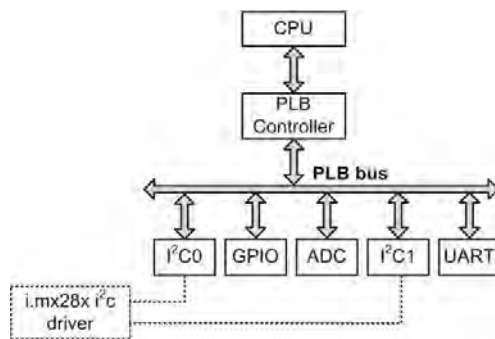 CPU
PLB
Controller
PLB bus
I²C0
GPIO
ADC
I²C1
UART
i.mx28x i²c
driver